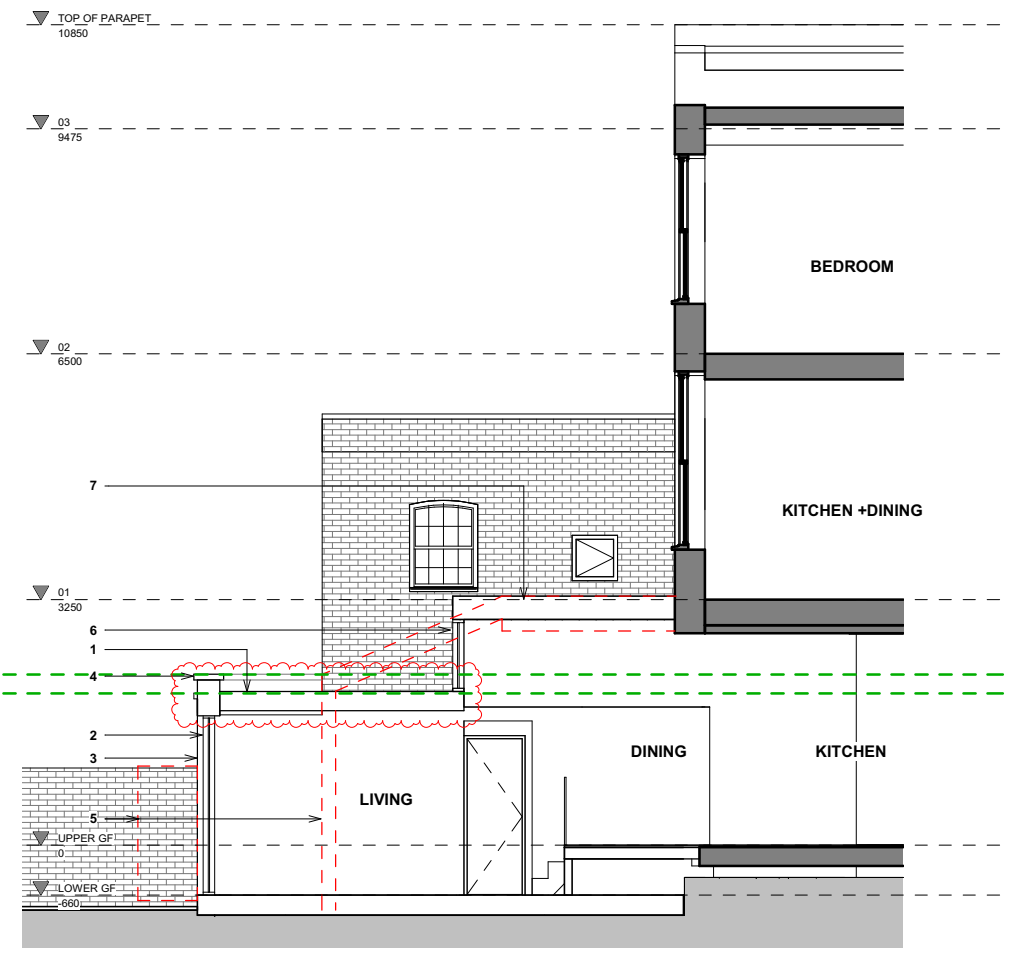 TOP OF PARAPET
10850
03
9475
BEDROOM
02
6500
7
KITCHEN +DINING
01
3250
6
1
4
2
3
DINING
KITCHEN
LIVING
5
UPPER GF
0
LOWER GF
-660